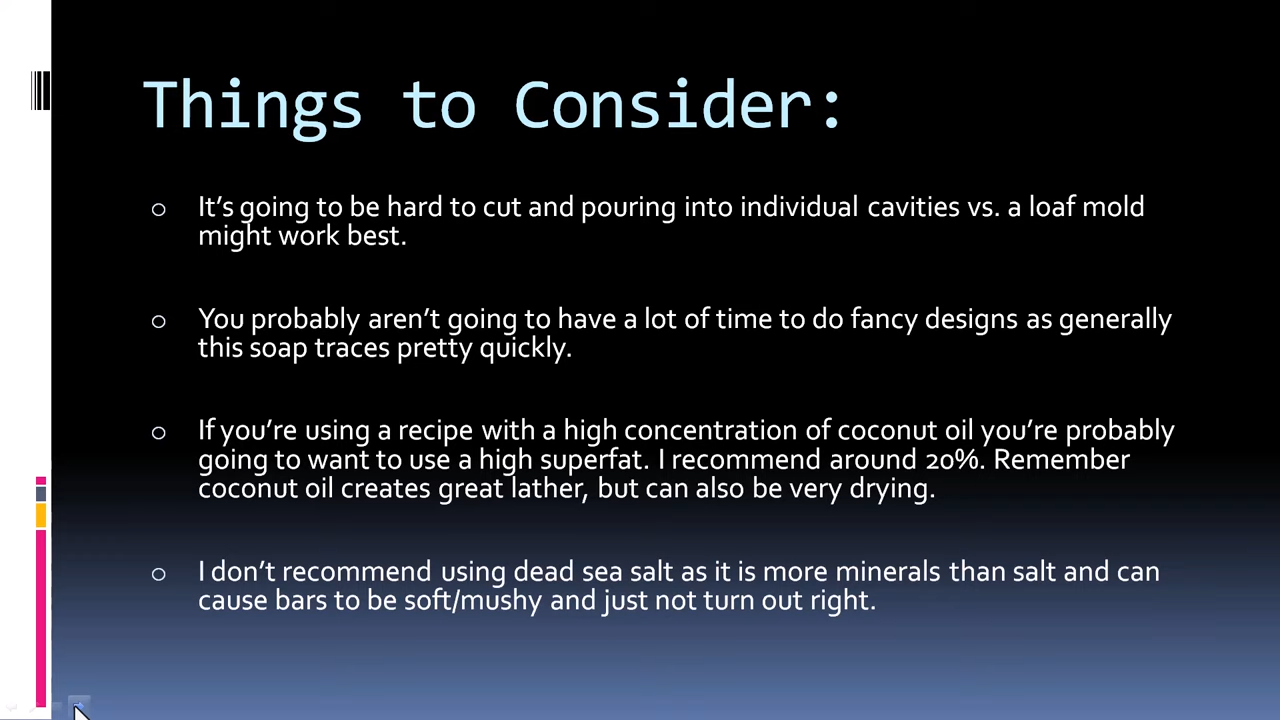 Things to Consider:
It’s going to be hard to cut and pouring into individual cavities vs. a loaf mold
might work best.
You probably aren’t going to have a lot of time to do fancy designs as generally
this soap traces pretty quickly.
If you’re using a recipe with a high concentration of coconut oil you’re probably
going to want to use a high superfat. I recommend around 20%. Remember
coconut oil creates great lather, but can also be very drying.
I don’t recommend using dead sea salt as it is more minerals than salt and can
cause bars to be soft/mushy and just not turn out right.